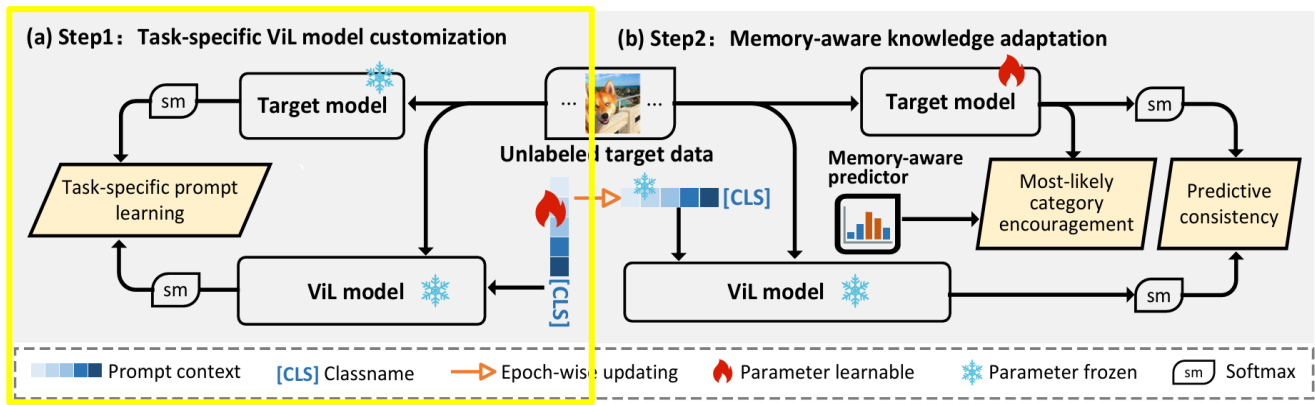 (a) Step1： Task-specific ViL model customization
(b) Step2： Memory-aware knowledge adaptation
sm
Target model
...
...
Target model
sm
Unlabeled target data
Task-specific prompt
learning
Memory-aware
predictor
Most-likely
category
encouragement
Predictive
consistency
[CLS]
sm
ViL model
[CLS]
ViL model
sm
Prompt context
[CLS] Classname
Epoch-wise updating
Parameter learnable
Parameter frozen
sm
Softmax